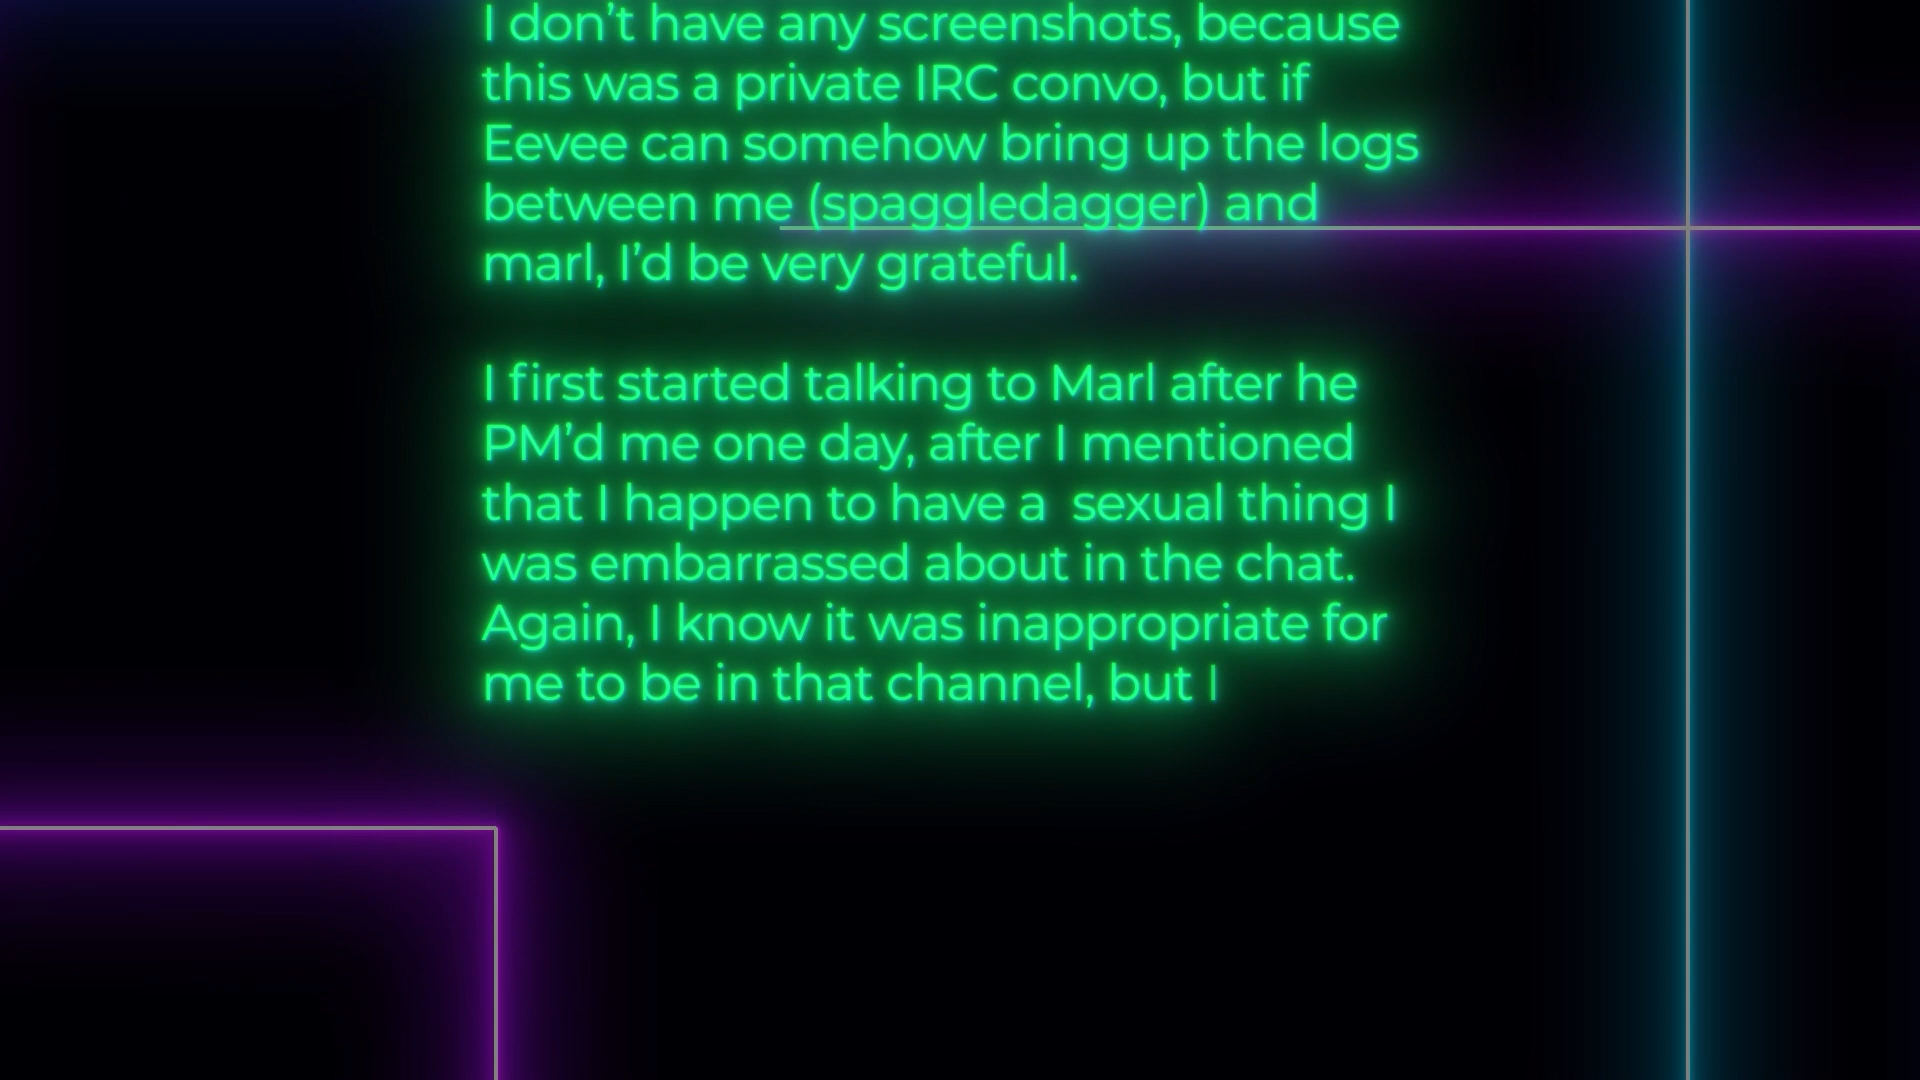 I don’t have any screenshots, because
this was a private IRC convo, but if
Eevee can somehow bring up the logs
between me (spaggledagger) and
marl, I’d be very grateful.
I first started talking to Marl after he
PM’d me one day, after I mentioned
that I happen to have a  sexual thing I
was embarrassed about in the chat.
Again, I know it was inappropriate for
me to be in that channel, but I